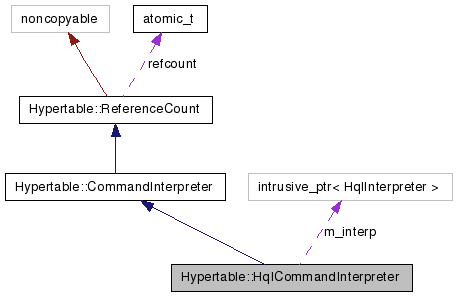 noncopyable
atomic_t
refcount
Hypertable::ReferenceCount
Hypertable::CommandInterpreter
intrusive_ptr< HqlInterpreter >
m_interp
Hypertable::HqlCommandInterpreter